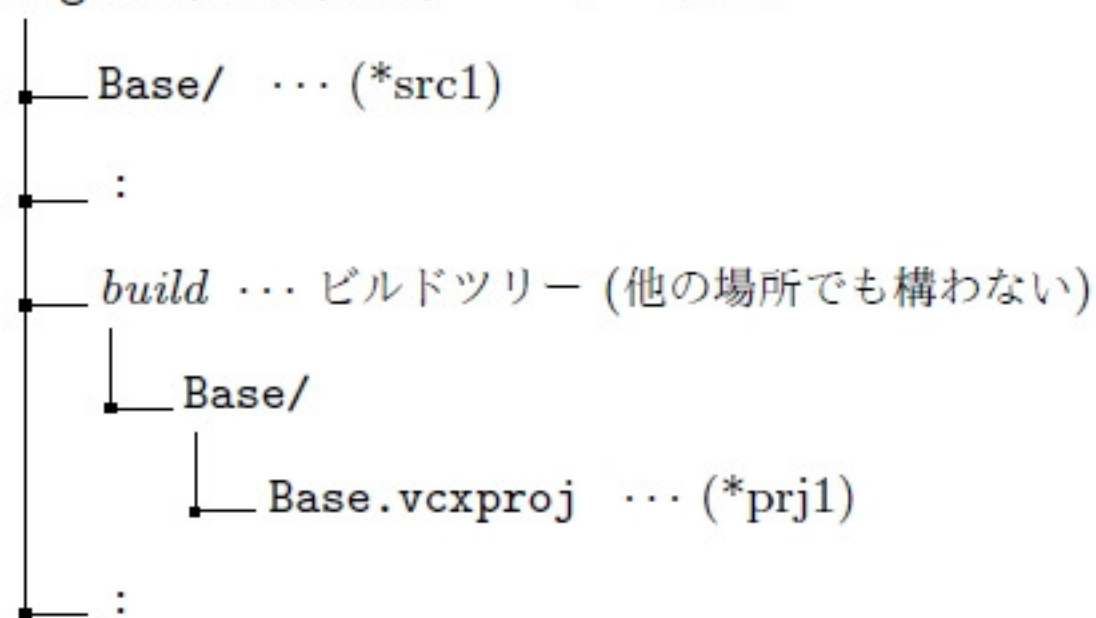 Base/ ··· (*src1)
:
build ··· ビルドツリー (他の場所でも構わない)
Base/
Base.vcxproj ··· (*prj1)
: